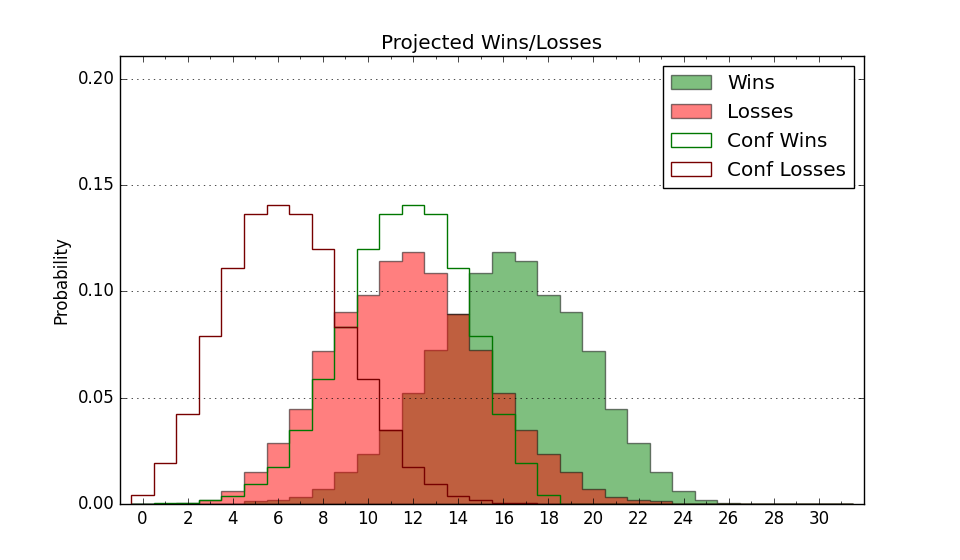 Projected Wins/Losses
0.20
0.15
0.10
0.05
0.00
Probability
Wins
Losses
Conf Wins
Conf Losses
0 2 4 6 8 10 12 14 16 18 20 22 24 26 28 30